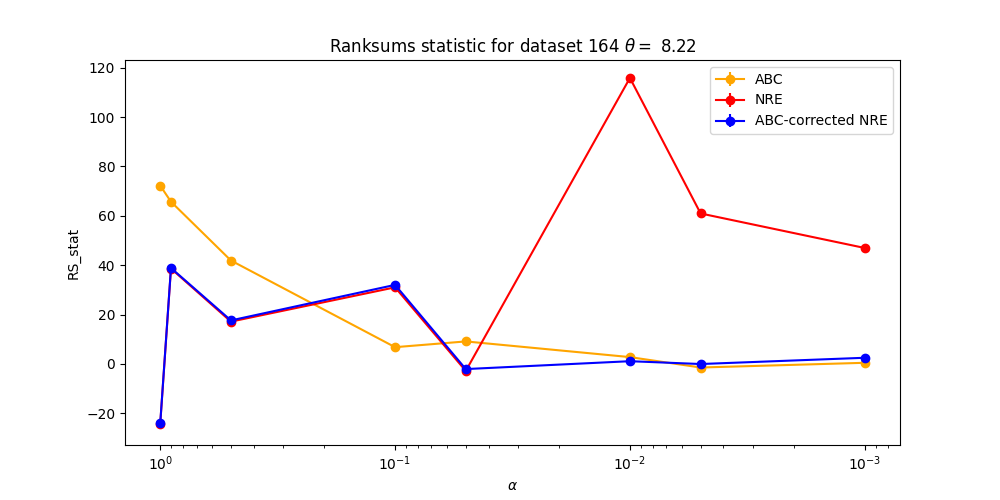 Ranksums statistic for dataset 164 θ = 8.22
RS_stat
120
100
80
60
40
20
0
−20
ABC
NRE
ABC-corrected NRE
10⁰ 10⁻¹ 10⁻² 10⁻³
α